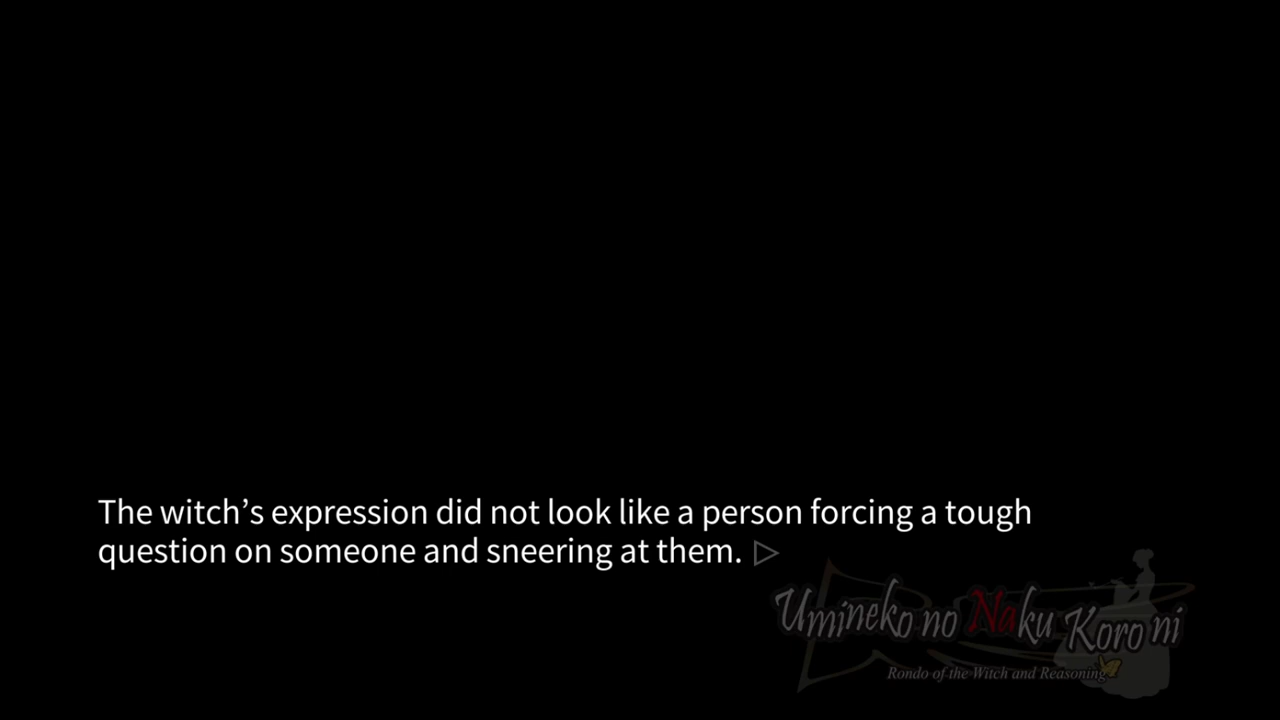 The witch’s expression did not look like a person forcing a tough
question on someone and sneering at them.
Umineko no Naku Koro ni
Rondo of the Witch and Reasoning